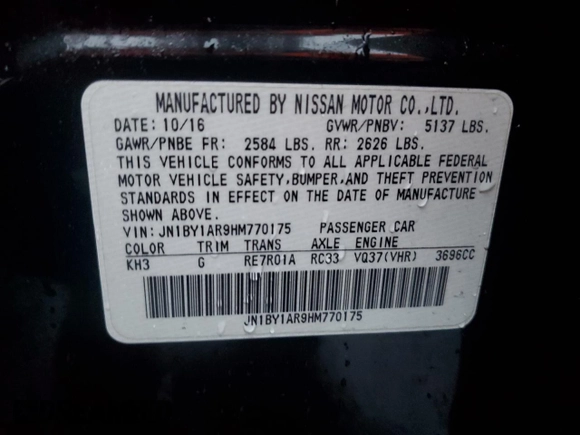 MANUFACTURED BY NISSAN MOTOR CO.,LTD.
DATE: 10/16 GVWR/PNBV: 5137 LBS.
GAWR/PNBE FR: 2584 LBS. RR: 2626 LBS.
THIS VEHICLE CONFORMS TO ALL APPLICABLE FEDERAL
MOTOR VEHICLE SAFETY,BUMPER,AND THEFT PREVENTION
STANDARDS IN EFFECT ON THE DATE OF MANUFACTURE
SHOWN ABOVE.
VIN: JN1BY1AR9HM770175 PASSENGER CAR
COLOR TRIM TRANS AXLE ENGINE
KH3 G RE7R01A RC33 VQ37(VHR) 3696CC
JN1BY1AR9HM770175